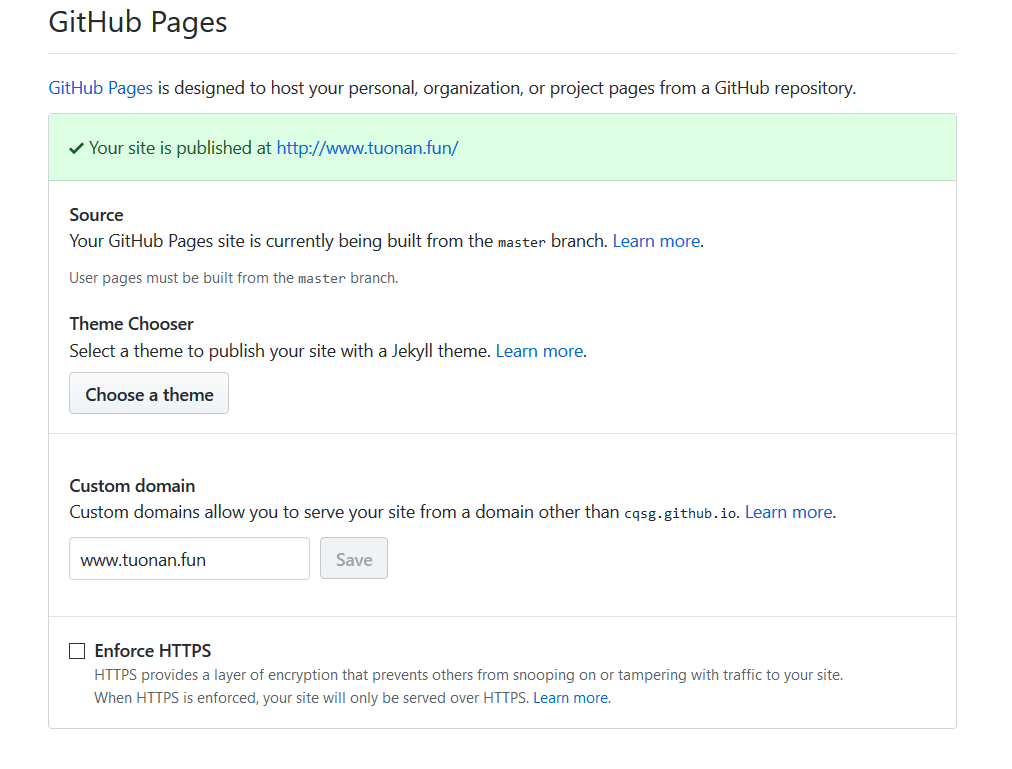 GitHub Pages
GitHub Pages is designed to host your personal, organization, or project pages from a GitHub repository.
Your site is published at http://www.tuonan.fun/
Source
Your GitHub Pages site is currently being built from the master branch. Learn more.
User pages must be built from the master branch.
Theme Chooser
Select a theme to publish your site with a Jekyll theme. Learn more.
Choose a theme
Custom domain
Custom domains allow you to serve your site from a domain other than cqsg.github.io. Learn more.
www.tuonan.fun Save
Enforce HTTPS
HTTPS provides a layer of encryption that prevents others from snooping on or tampering with traffic to your site.
When HTTPS is enforced, your site will only be served over HTTPS. Learn more.